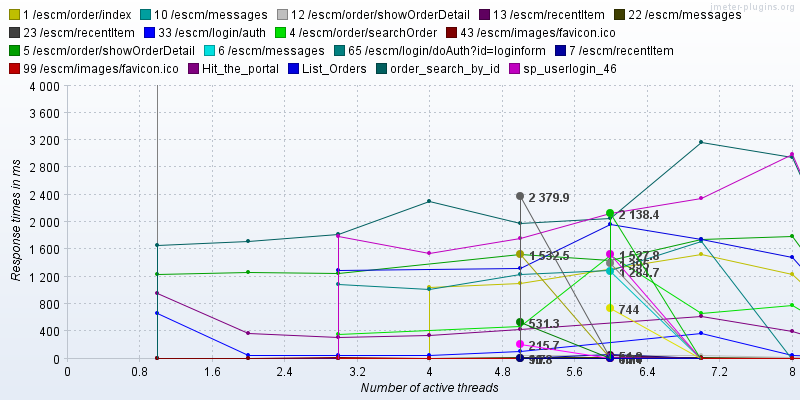 jmeter-plugins.org
1 /escm/order/index 10 /escm/messages 12 /escm/order/showOrderDetail 13 /escm/recentItem 22 /escm/messages
23 /escm/recentItem 33 /escm/login/auth 4 /escm/order/searchOrder 43 /escm/images/favicon.ico
5 /escm/order/showOrderDetail 6 /escm/messages 65 /escm/login/doAuth?id=loginform 7 /escm/recentItem
99 /escm/images/favicon.ico Hit_the_portal List_Orders order_search_by_id sp_userlogin_46
4 000
3 600
3 200
2 800
2 400
2 379.9
2 138.4
2 000
1 600
1 532.5
1 527.8
1 284.7
1 200
800
744
531.3
400
215.7
0
0 0.8 1.6 2.4 3.2 4 4.8 5.6 6.4 7.2 8
Response times in ms
Number of active threads